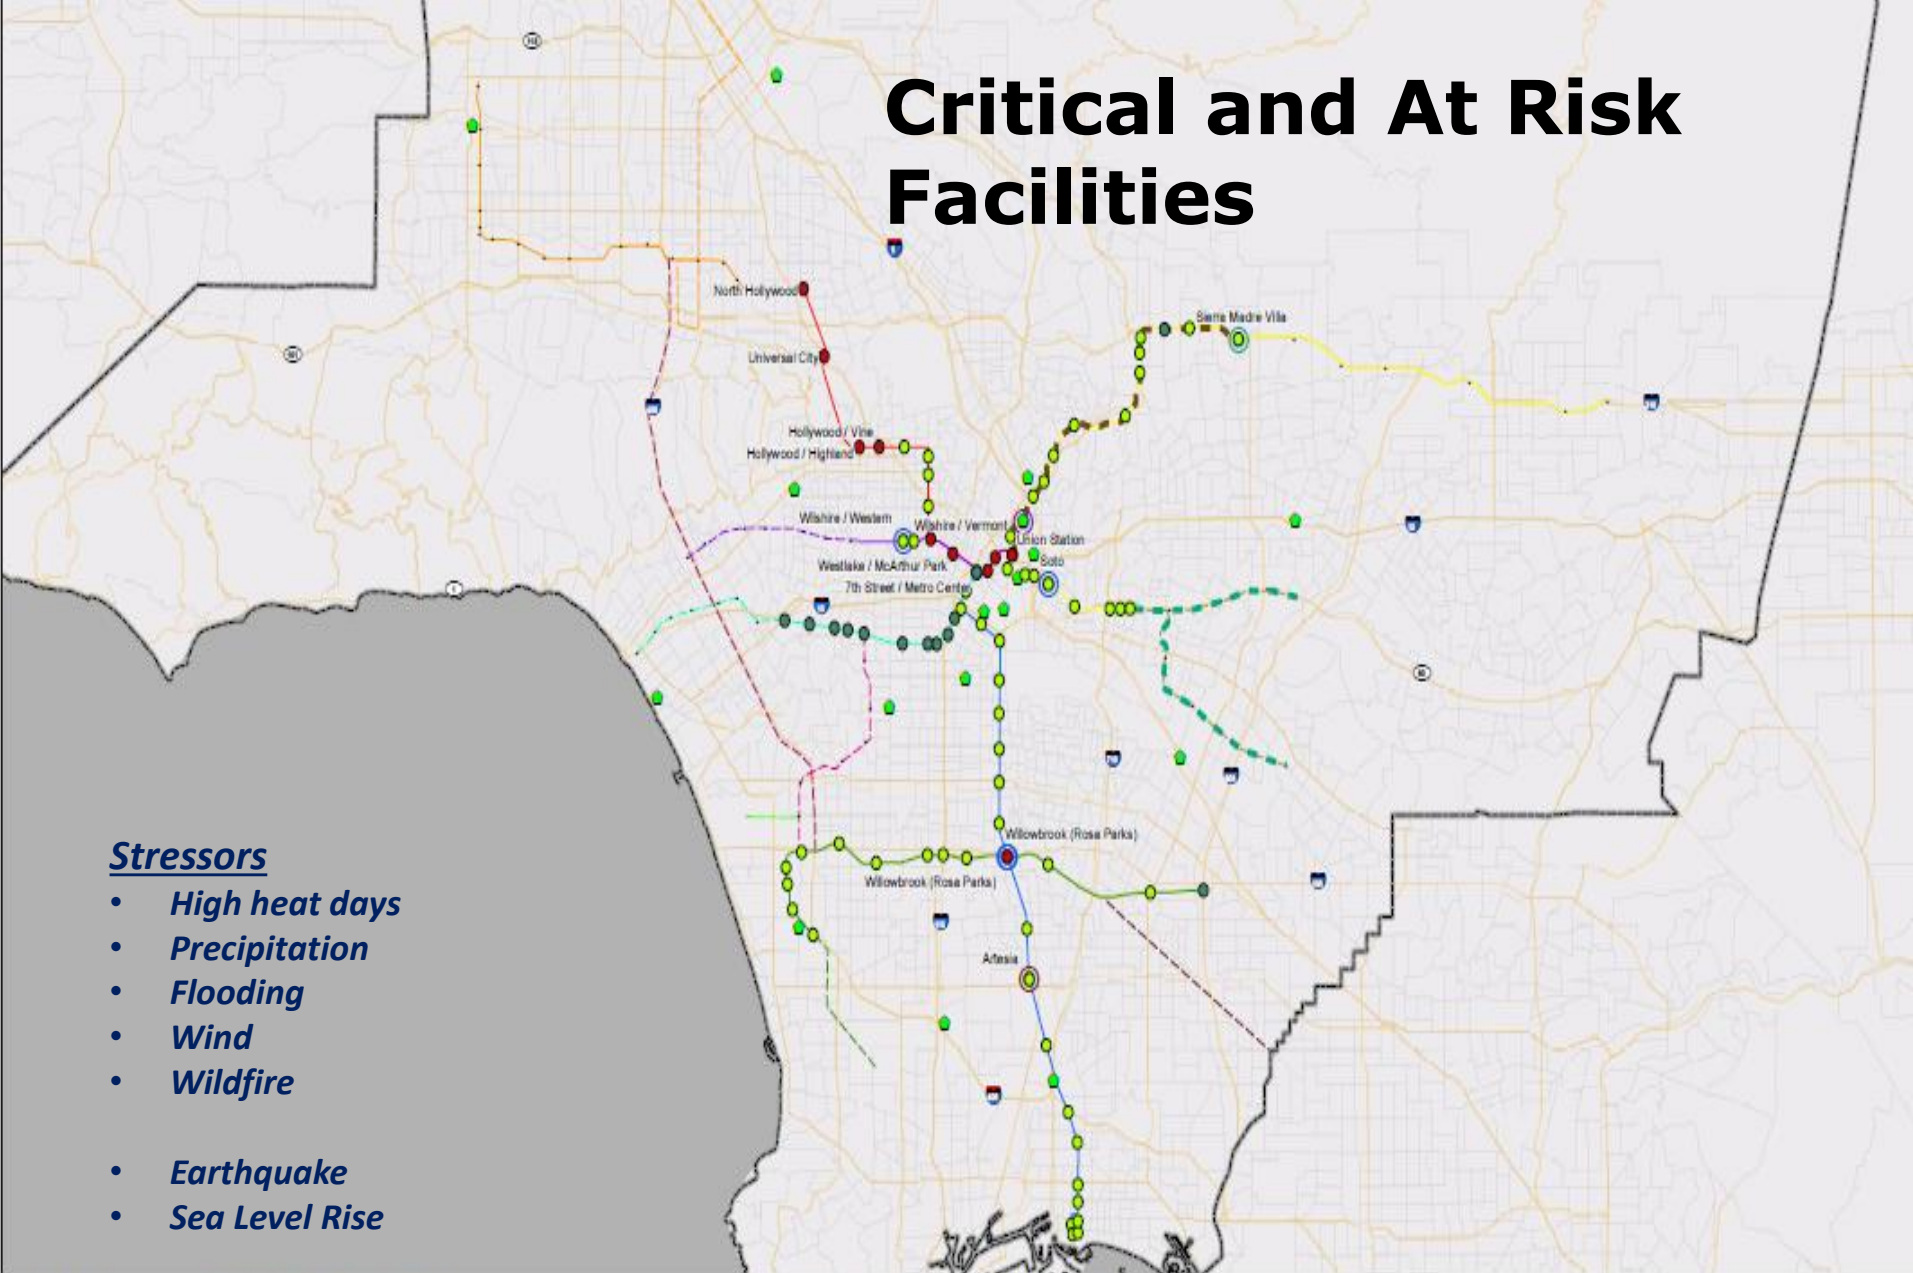 Critical and At Risk
Facilities
North Hollywood
Sierra Madre Villa
Universal City
Hollywood / Vine
Hollywood / Highland
Wilshire / Western
Wilshire / Vermont
Union Station
Soto
Westlake / McArthur Park
7th Street / Metro Center
Willowbrook (Rosa Parks)
Willowbrook (Rosa Parks)
Artesia
Stressors
• High heat days
• Precipitation
• Flooding
• Wind
• Wildfire
• Earthquake
• Sea Level Rise